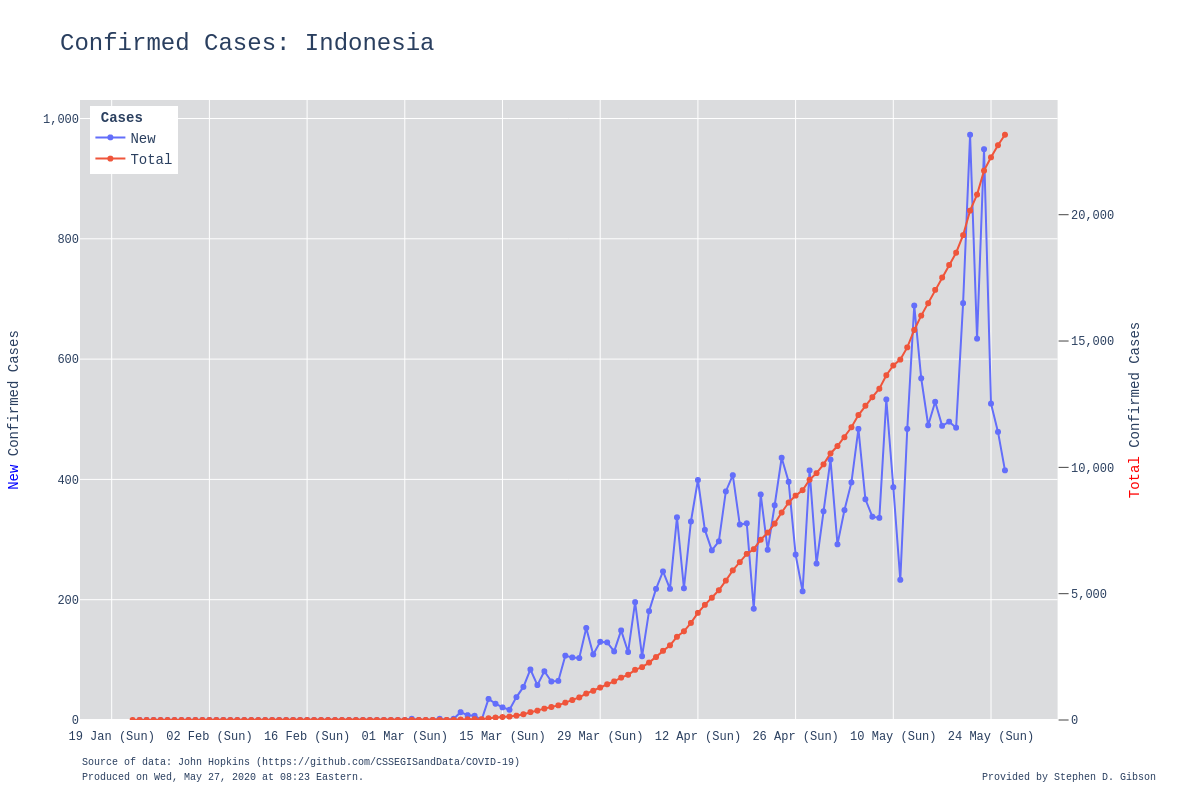 Confirmed Cases: Indonesia
Cases
New
Total
1,000
800
600
400
200
0
20,000
15,000
10,000
5,000
0
New Confirmed Cases
Total Confirmed Cases
19 Jan (Sun) 02 Feb (Sun) 16 Feb (Sun) 01 Mar (Sun) 15 Mar (Sun) 29 Mar (Sun) 12 Apr (Sun) 26 Apr (Sun) 10 May (Sun) 24 May (Sun)
Source of data: John Hopkins (https://github.com/CSSEGISandData/COVID-19)
Produced on Wed, May 27, 2020 at 08:23 Eastern.
Provided by Stephen D. Gibson